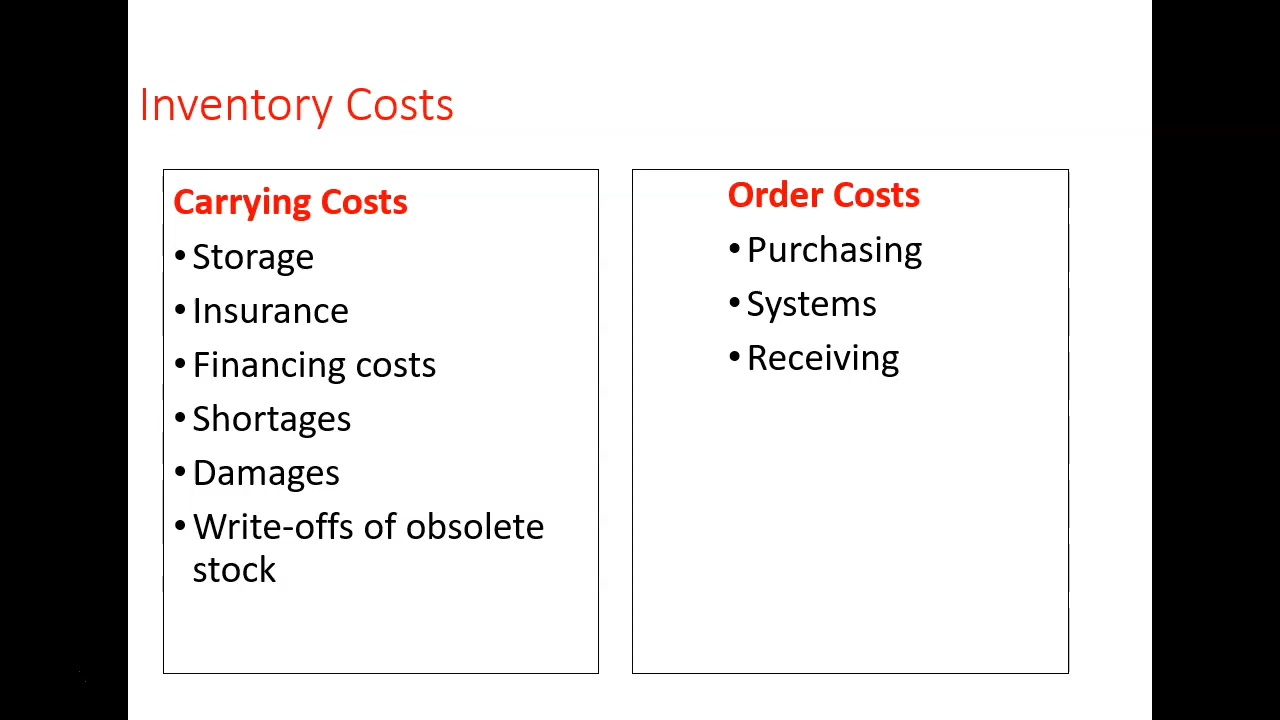 Inventory Costs
Carrying Costs
•Storage
•Insurance
•Financing costs
•Shortages
•Damages
•Write-offs of obsolete
stock
Order Costs
•Purchasing
•Systems
•Receiving